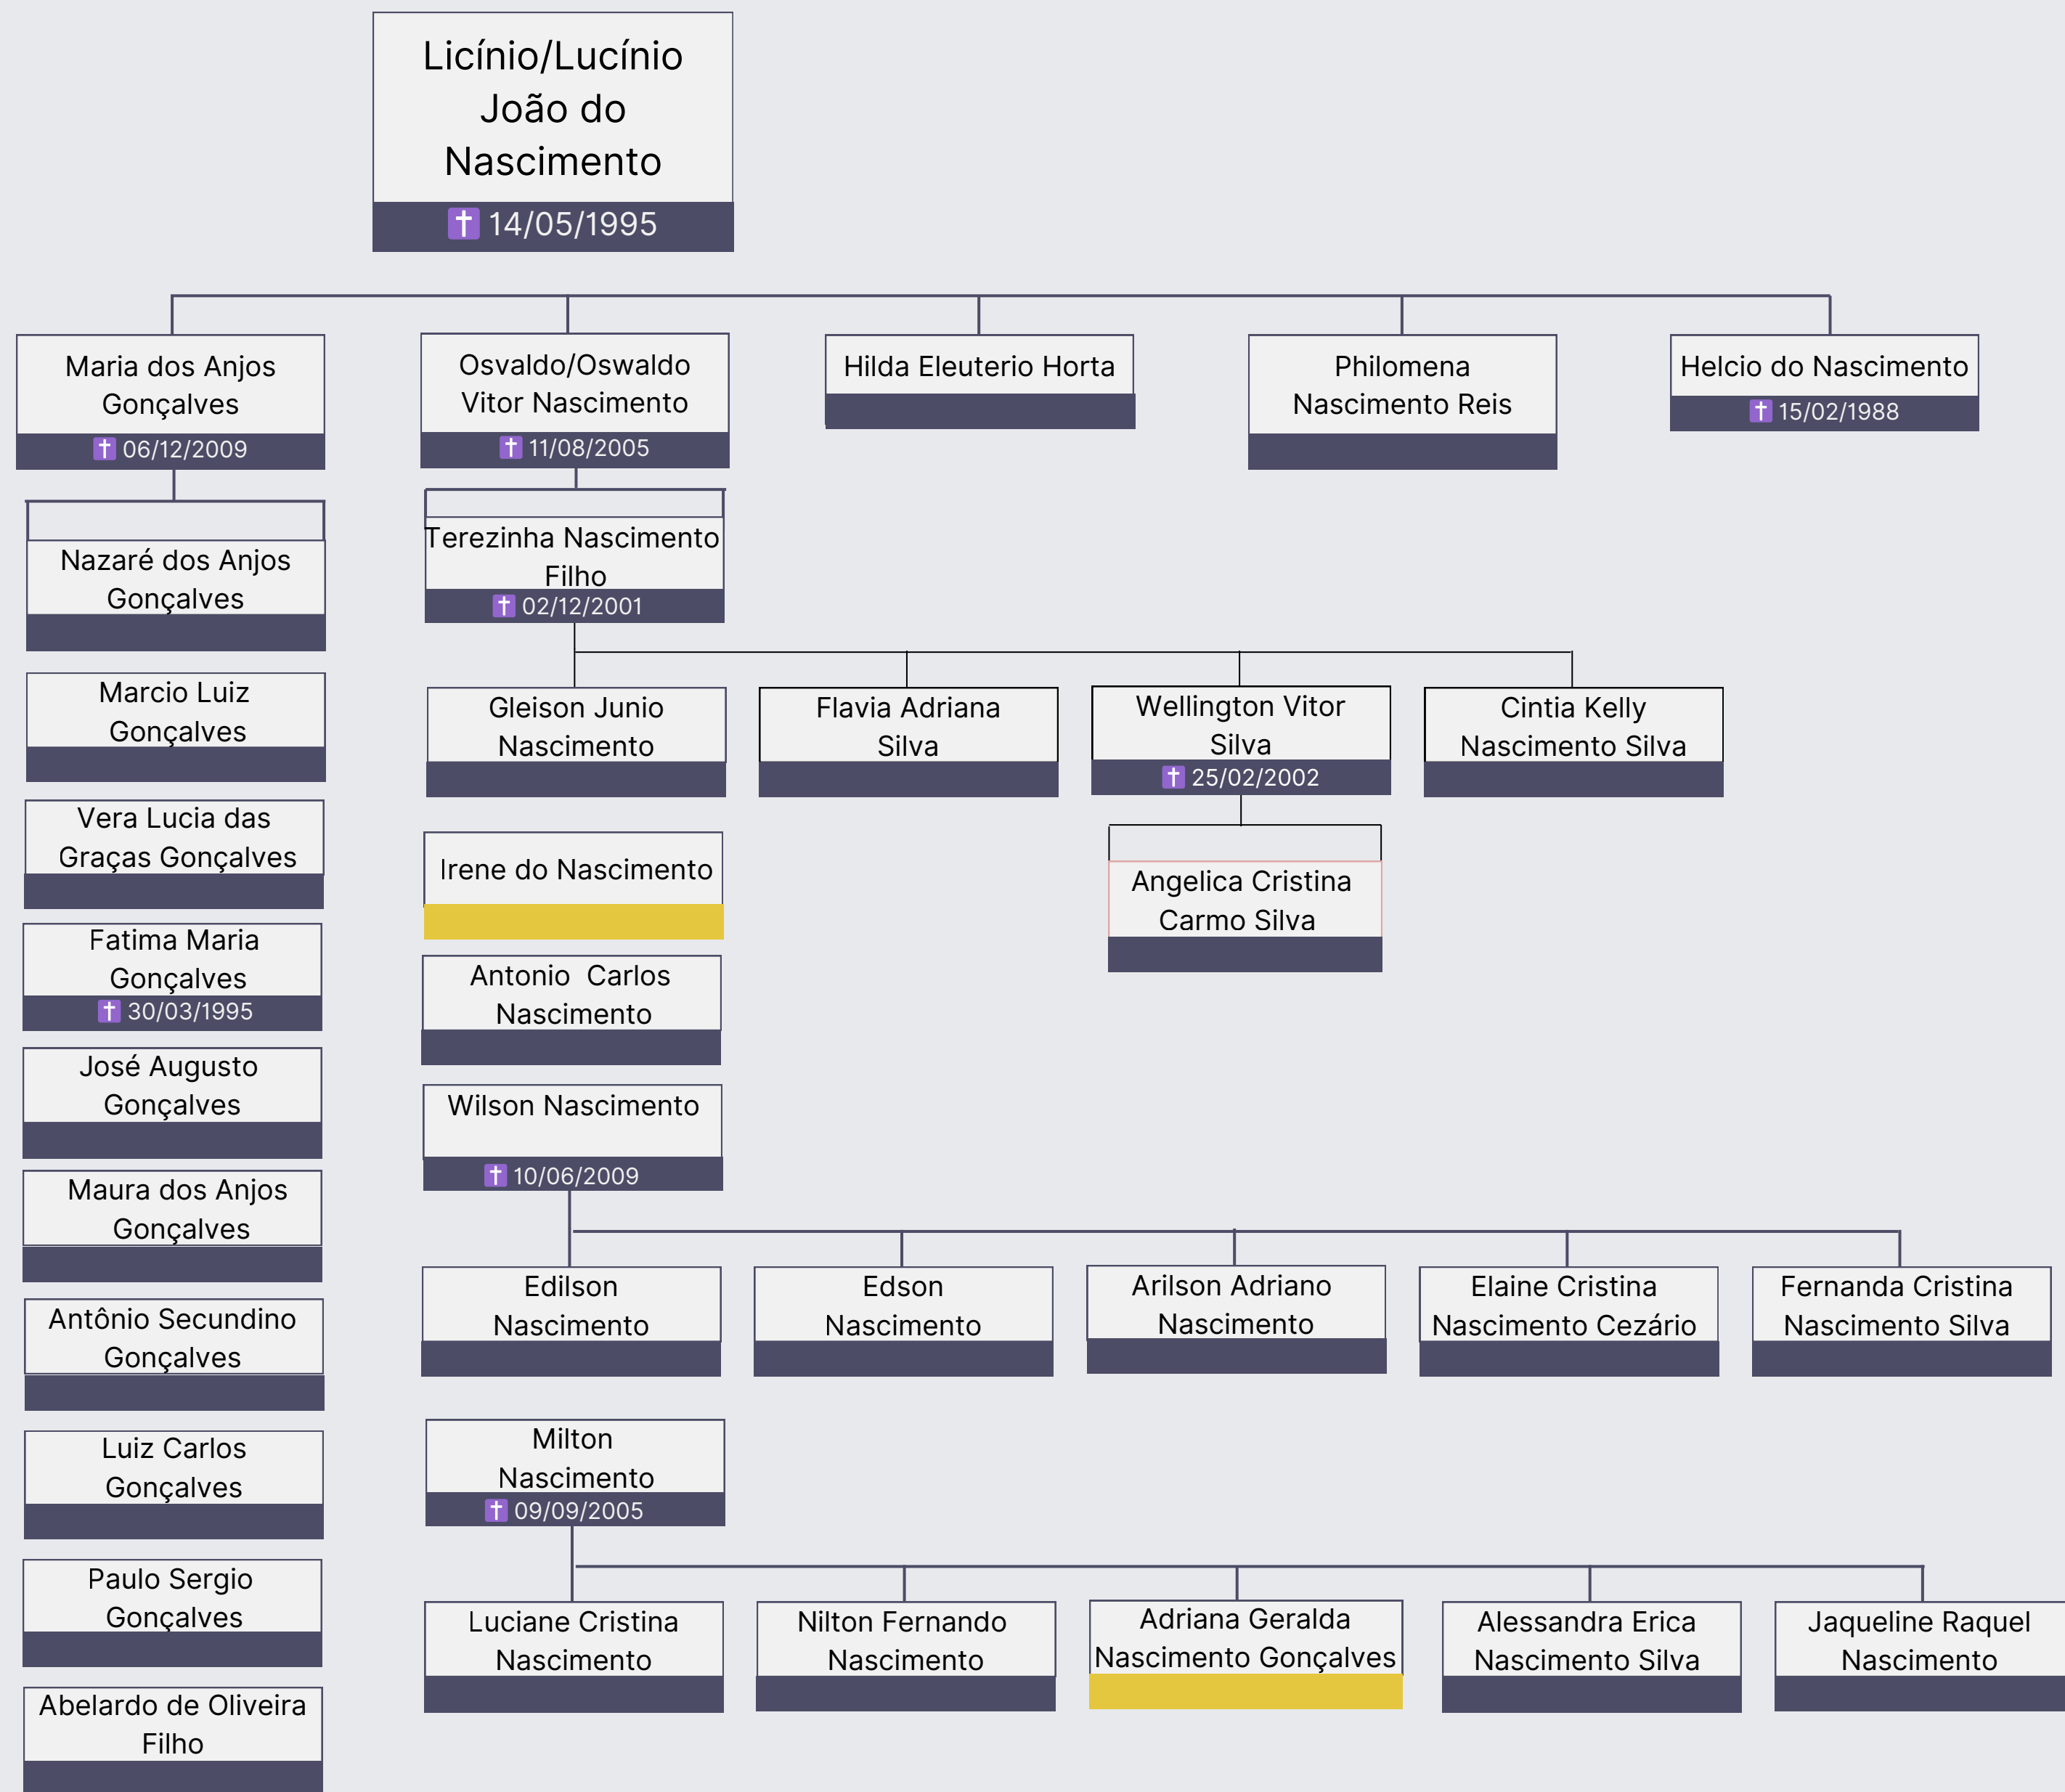 Licínio/Lucínio
João do
Nascimento
✝ 14/05/1995
Maria dos Anjos
Gonçalves
✝ 06/12/2009
Osvaldo/Oswaldo
Vitor Nascimento
✝ 11/08/2005
Hilda Eleuterio Horta
Philomena
Nascimento Reis
Helcio do Nascimento
✝ 15/02/1988
Nazaré dos Anjos
Gonçalves
Marcio Luiz
Gonçalves
Vera Lucia das
Graças Gonçalves
Fatima Maria
Gonçalves
✝ 30/03/1995
José Augusto
Gonçalves
Maura dos Anjos
Gonçalves
Antônio Secundino
Gonçalves
Luiz Carlos
Gonçalves
Paulo Sergio
Gonçalves
Abelardo de Oliveira
Filho
Terezinha Nascimento
Filho
✝ 02/12/2001
Gleison Junio
Nascimento
Flavia Adriana
Silva
Wellington Vitor
Silva
✝ 25/02/2002
Cintia Kelly
Nascimento Silva
Angelica Cristina
Carmo Silva
Irene do Nascimento
Antonio  Carlos
Nascimento
Wilson Nascimento
✝ 10/06/2009
Edilson
Nascimento
Edson
Nascimento
Arilson Adriano
Nascimento
Elaine Cristina
Nascimento Cezário
Fernanda Cristina
Nascimento Silva
Milton
Nascimento
✝ 09/09/2005
Luciane Cristina
Nascimento
Nilton Fernando
Nascimento
Adriana Geralda
Nascimento Gonçalves
Alessandra Erica
Nascimento Silva
Jaqueline Raquel
Nascimento